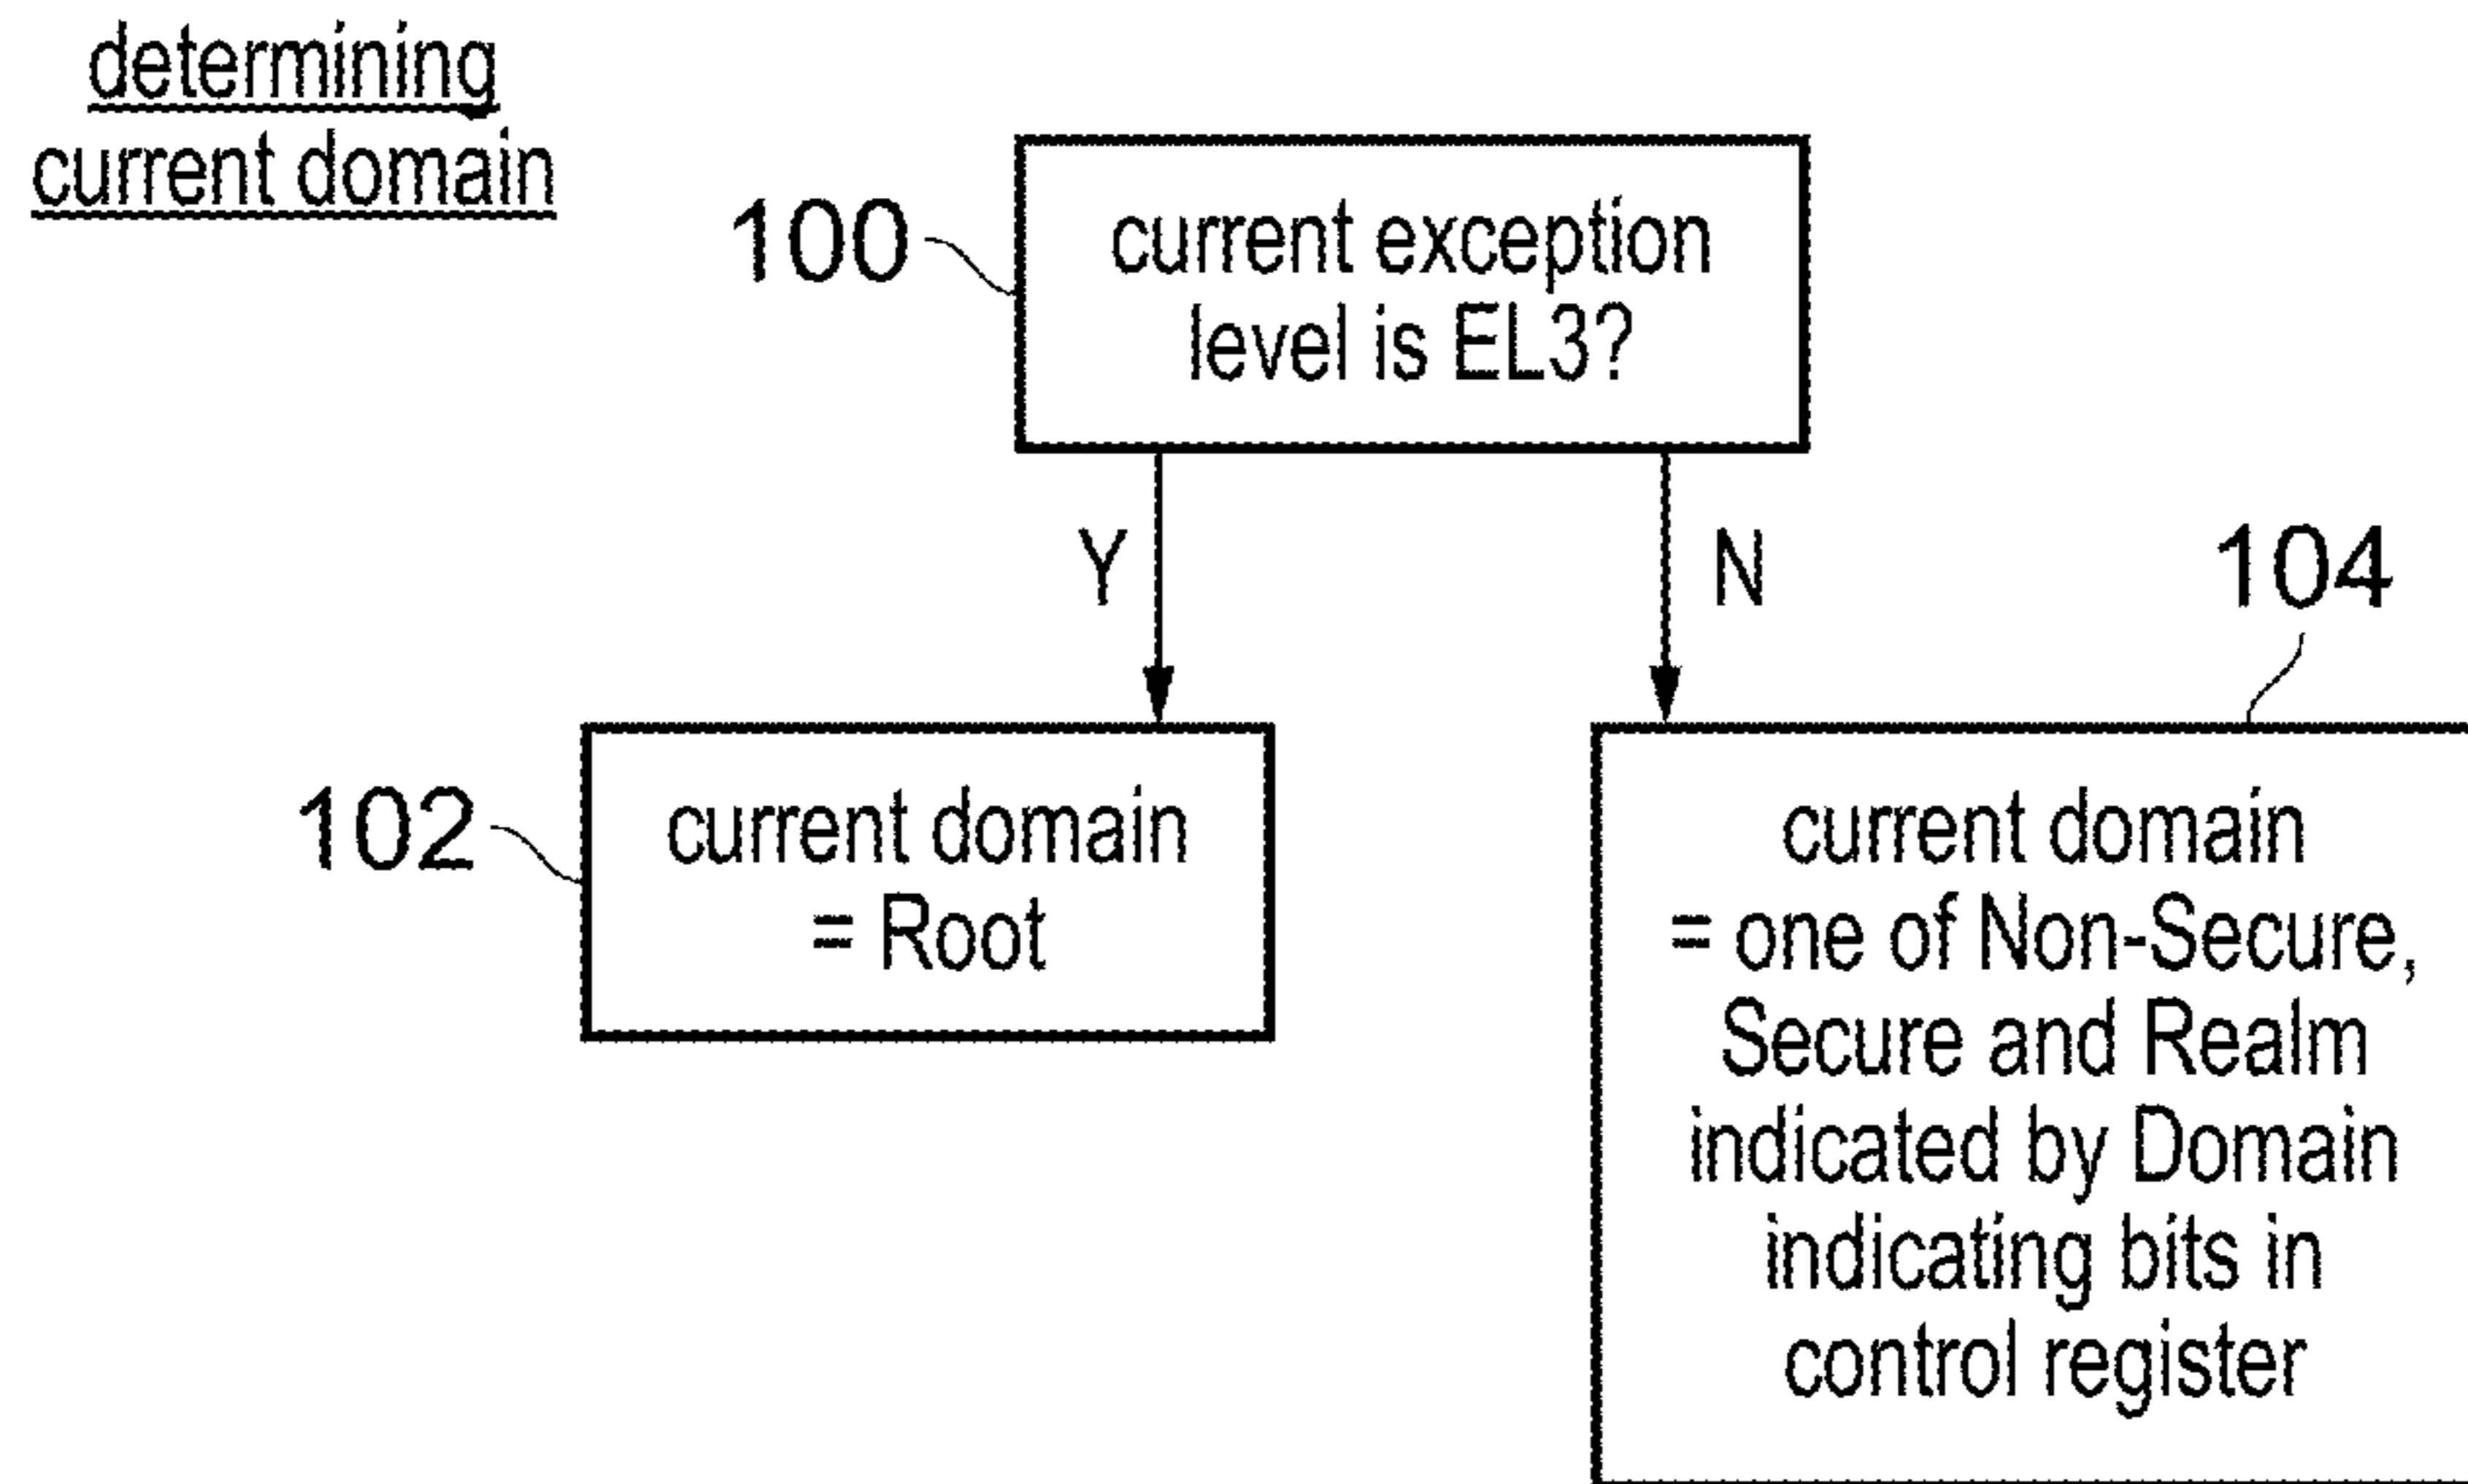 determining
current domain
100
current exception
level is EL3?
Y
N
104
102
current domain
= Root
current domain
= one of Non-Secure,
Secure and Realm
indicated by Domain
indicating bits in
control register